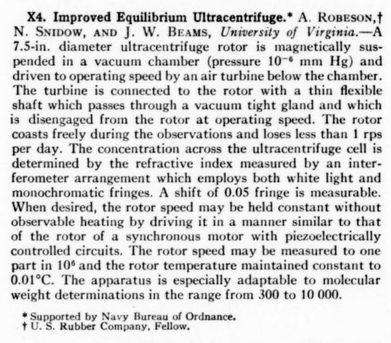 X4. Improved Equilibrium Ultracentrifuge.* A. ROBESON,†
N. SNIDOW, AND J. W. BEAMS, University of Virginia.—A
7.5-in. diameter ultracentrifuge rotor is magnetically sus-
pended in a vacuum chamber (pressure 10⁻⁶ mm Hg) and
driven to operating speed by an air turbine below the chamber.
The turbine is connected to the rotor with a thin flexible
shaft which passes through a vacuum tight gland and which
is disengaged from the rotor at operating speed. The rotor
coasts freely during the observations and loses less than 1 rps
per day. The concentration across the ultracentrifuge cell is
determined by the refractive index measured by an inter-
ferometer arrangement which employs both white light and
monochromatic fringes. A shift of 0.05 fringe is measurable.
When desired, the rotor speed may be held constant without
observable heating by driving it in a manner similar to that
of the rotor of a synchronous motor with piezoelectrically
controlled circuits. The rotor speed may be measured to one
part in 10⁶ and the rotor temperature maintained constant to
0.01°C. The apparatus is especially adaptable to molecular
weight determinations in the range from 300 to 10 000.
* Supported by Navy Bureau of Ordnance.
† U. S. Rubber Company, Fellow.